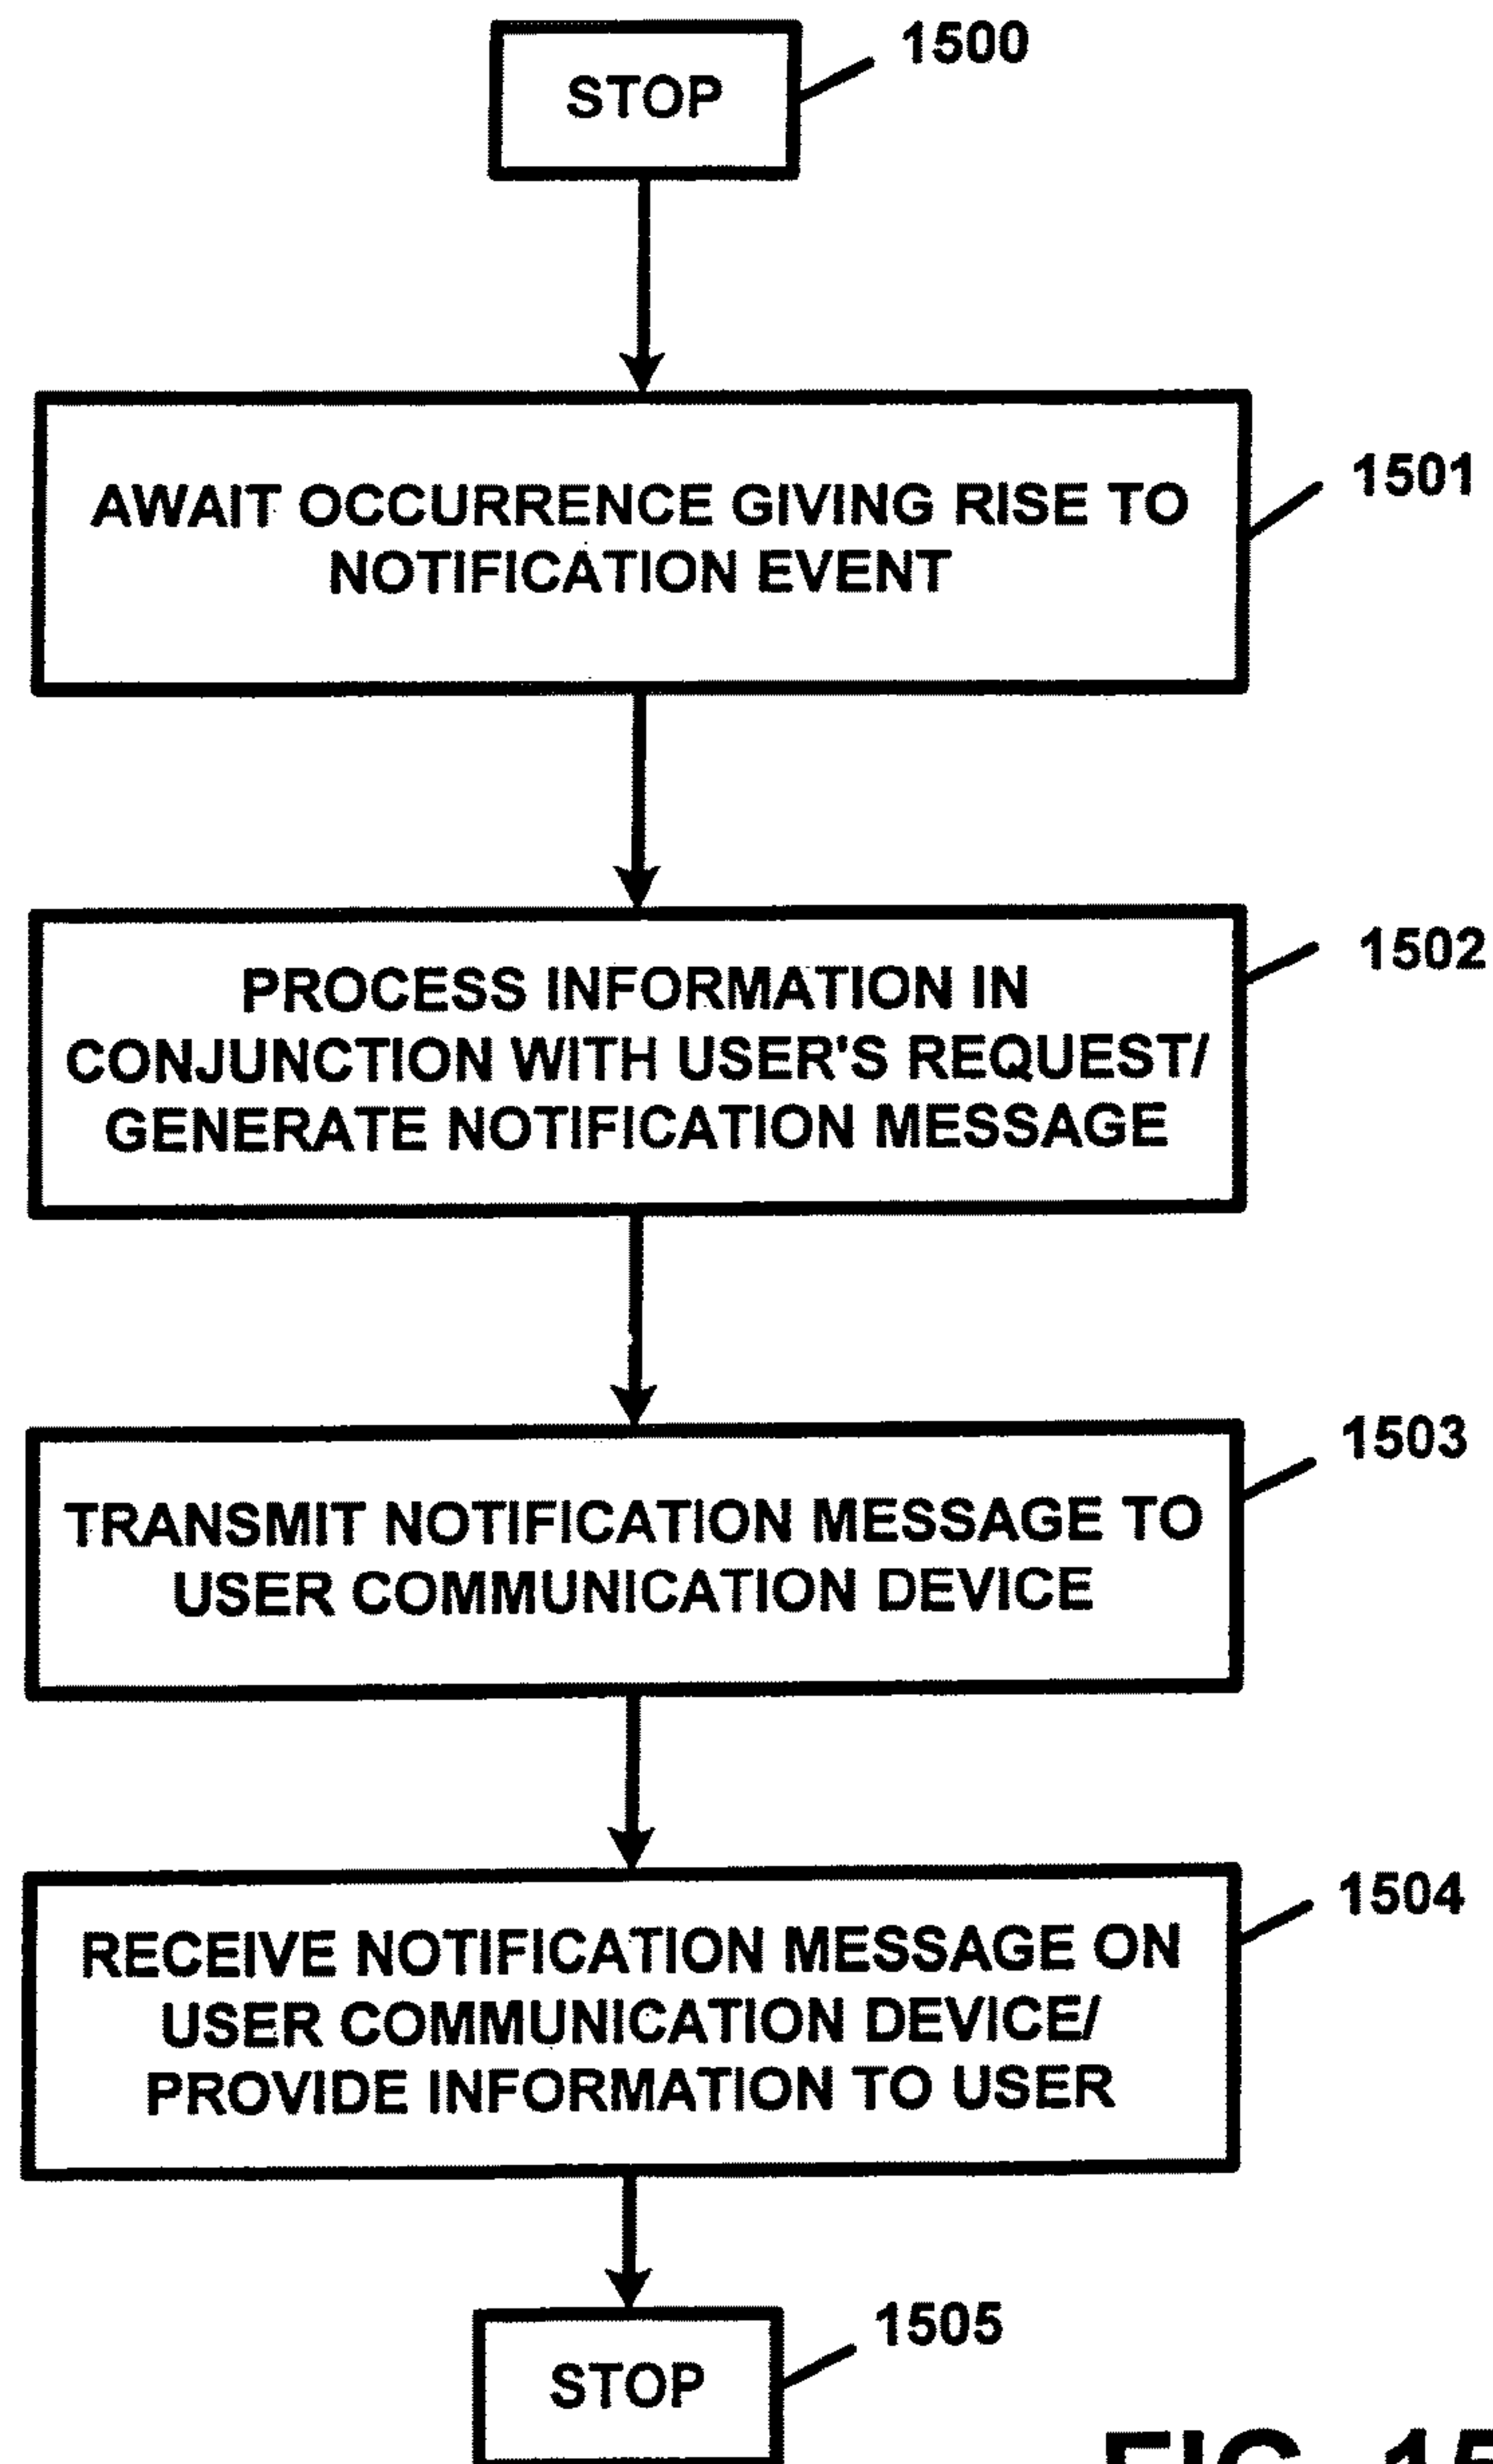 STOP
1500
AWAIT OCCURRENCE GIVING RISE TO
NOTIFICATION EVENT
1501
PROCESS INFORMATION IN
CONJUNCTION WITH USER'S REQUEST/
GENERATE NOTIFICATION MESSAGE
1502
TRANSMIT NOTIFICATION MESSAGE TO
USER COMMUNICATION DEVICE
1503
RECEIVE NOTIFICATION MESSAGE ON
USER COMMUNICATION DEVICE/
PROVIDE INFORMATION TO USER
1504
STOP
1505
FIG. 15